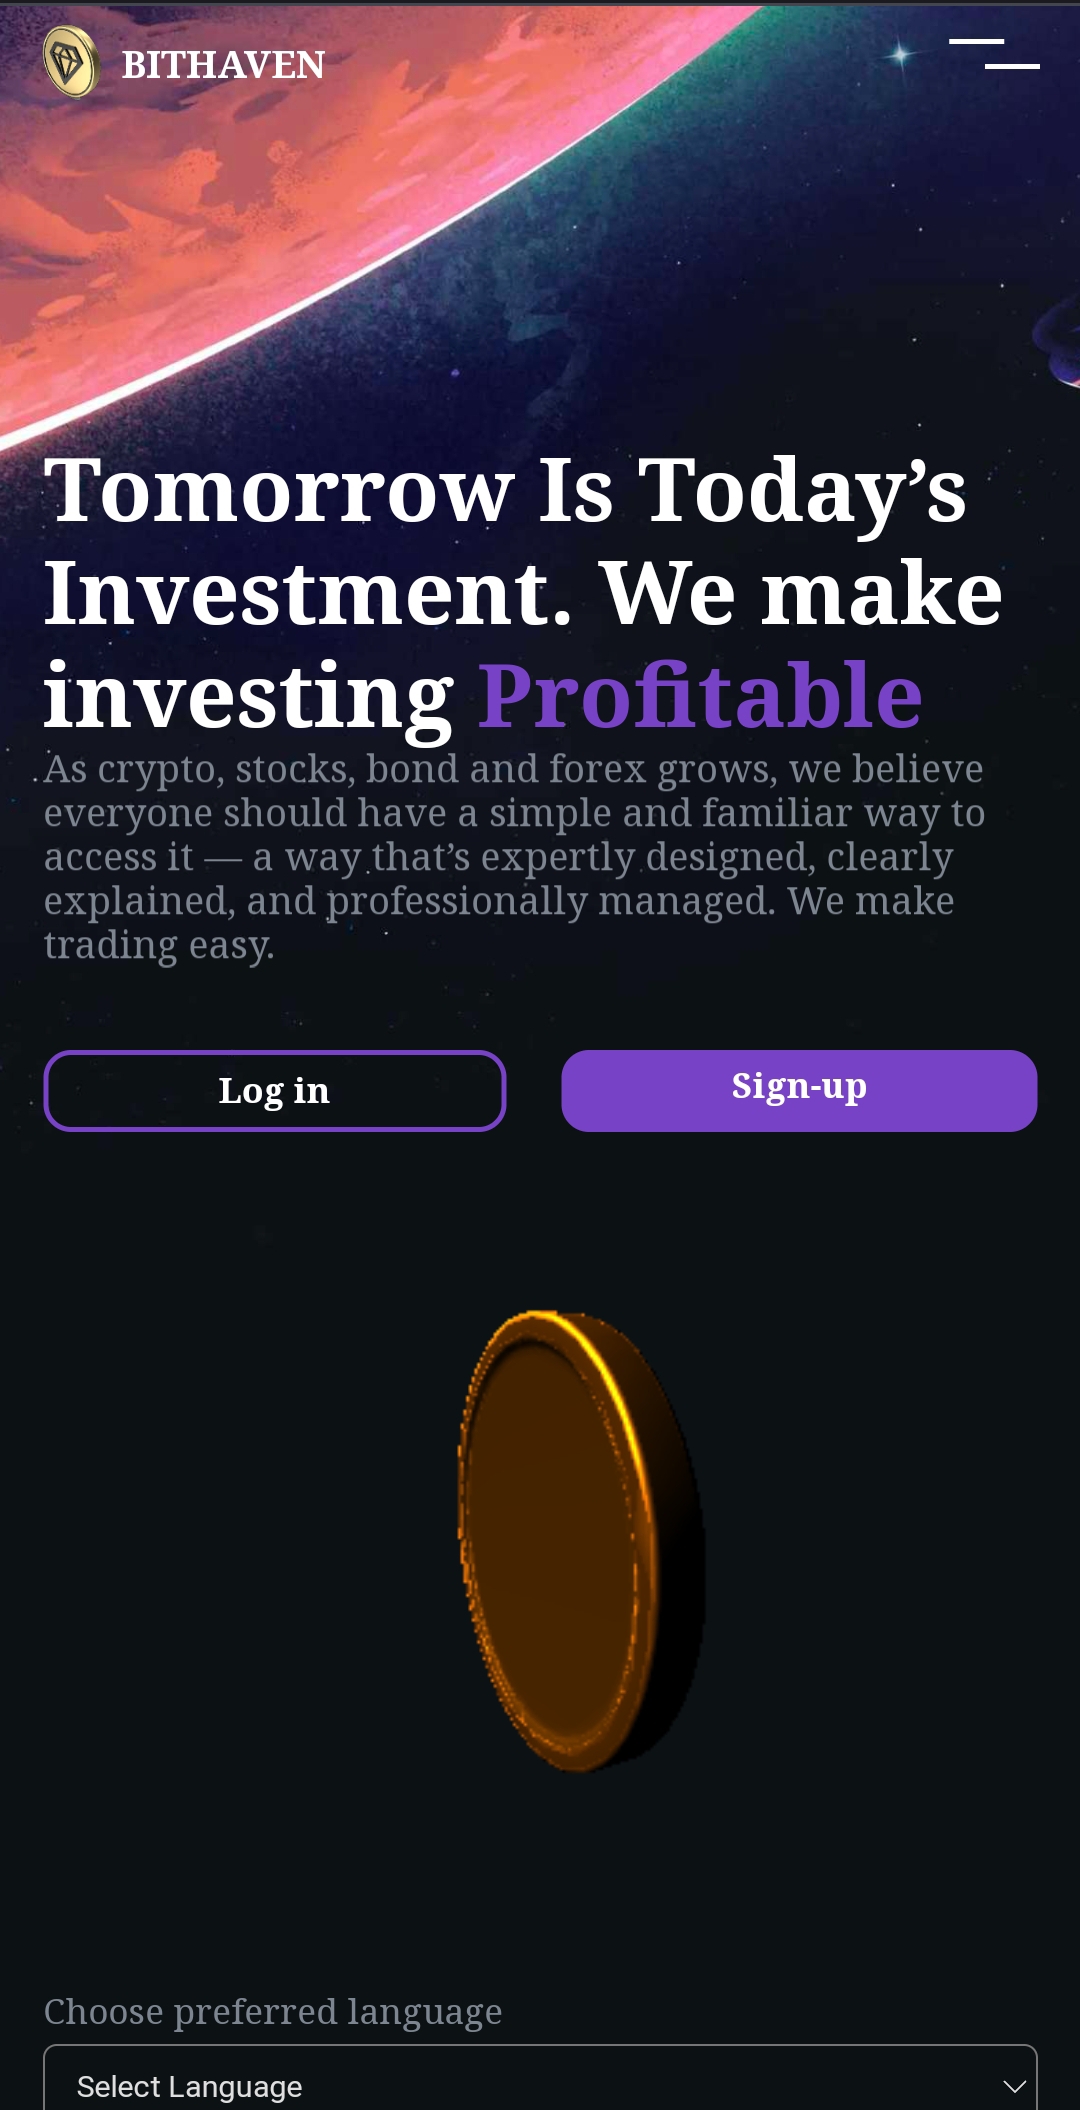 BITHAVEN
Tomorrow Is Today’s
Investment. We make
investing Profitable
As crypto, stocks, bond and forex grows, we believe
everyone should have a simple and familiar way to
access it — a way that’s expertly designed, clearly
explained, and professionally managed. We make
trading easy.
Log in
Sign-up
Choose preferred language
Select Language